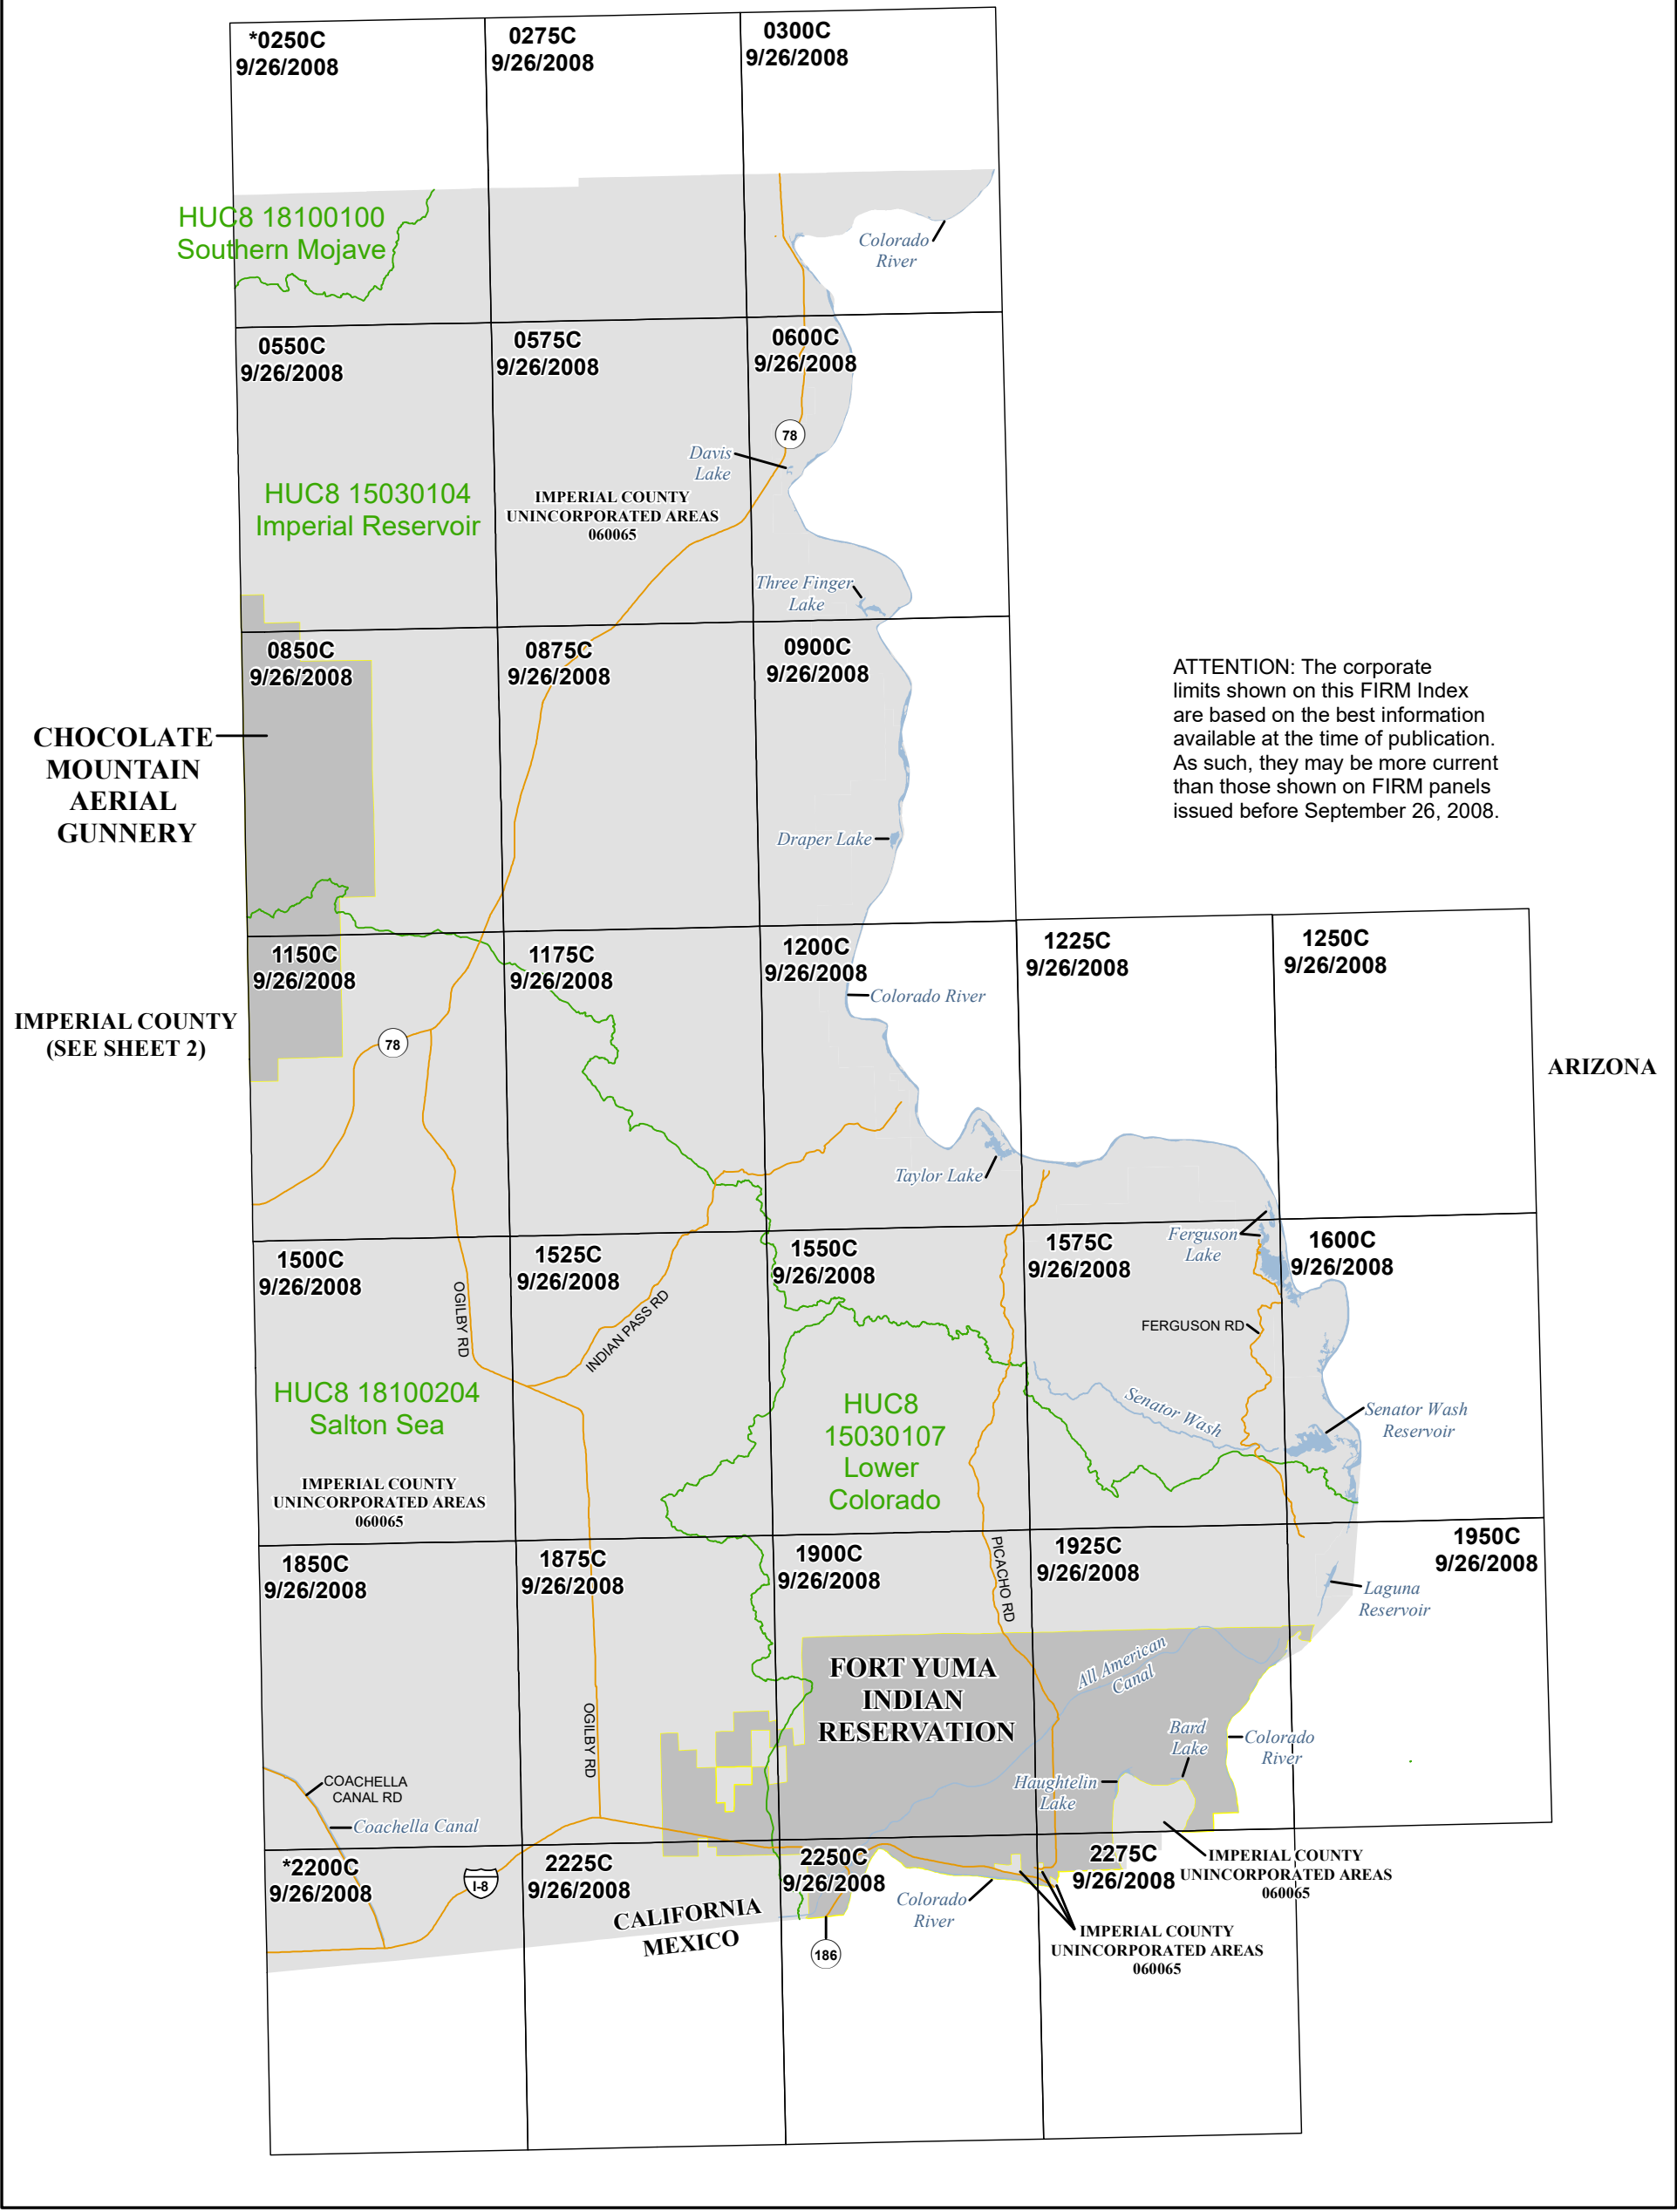 *0250C
9/26/2008
0275C
9/26/2008
0300C
9/26/2008
HUC8 18100100
Southern Mojave
Colorado
River
0550C
9/26/2008
0575C
9/26/2008
0600C
9/26/2008
78
Davis
Lake
HUC8 15030104
Imperial Reservoir
IMPERIAL COUNTY
UNINCORPORATED AREAS
060065
Three Finger
Lake
0850C
9/26/2008
0875C
9/26/2008
0900C
9/26/2008
ATTENTION: The corporate
limits shown on this FIRM Index
are based on the best information
available at the time of publication.
As such, they may be more current
than those shown on FIRM panels
issued before September 26, 2008.
CHOCOLATE
MOUNTAIN
AERIAL
GUNNERY
Draper Lake
1150C
9/26/2008
1175C
9/26/2008
1200C
9/26/2008
1225C
9/26/2008
1250C
9/26/2008
Colorado River
IMPERIAL COUNTY
(SEE SHEET 2)
78
ARIZONA
Taylor Lake
1500C
9/26/2008
1525C
9/26/2008
1550C
9/26/2008
1575C
9/26/2008
Ferguson
Lake
1600C
9/26/2008
OGILBY RD
INDIAN PASS RD
FERGUSON RD
HUC8 18100204
Salton Sea
HUC8
15030107
Lower
Colorado
Senator Wash
Senator Wash
Reservoir
IMPERIAL COUNTY
UNINCORPORATED AREAS
060065
1850C
9/26/2008
1875C
9/26/2008
1900C
9/26/2008
PICACHO RD
1925C
9/26/2008
1950C
9/26/2008
Laguna
Reservoir
FORT YUMA
INDIAN
RESERVATION
All American
Canal
OGILBY RD
Bard
Lake
Colorado
River
Haughtelin
Lake
COACHELLA
CANAL RD
Coachella Canal
*2200C
9/26/2008
I-8
2225C
9/26/2008
2250C
9/26/2008
2275C
9/26/2008
IMPERIAL COUNTY
UNINCORPORATED AREAS
060065
Colorado
River
CALIFORNIA
MEXICO
186
IMPERIAL COUNTY
UNINCORPORATED AREAS
060065